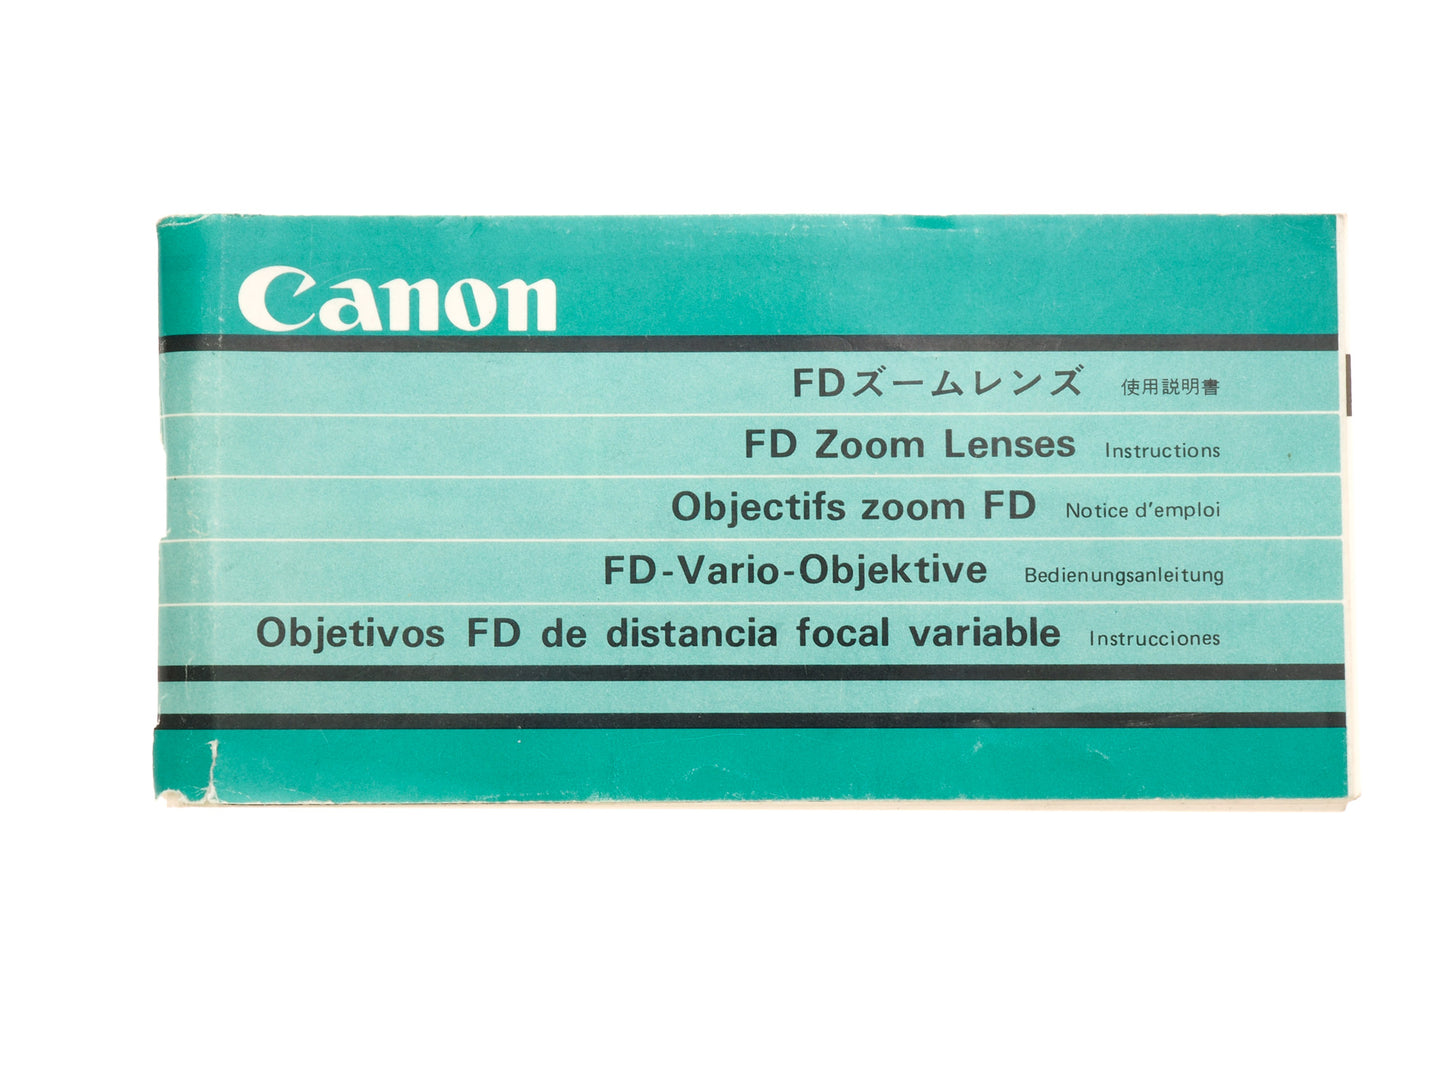 Canon
FDズームレンズ 使用説明書
FD Zoom Lenses Instructions
Objectifs zoom FD Notice d'emploi
FD-Vario-Objektive Bedienungsanleitung
Objetivos FD de distancia focal variable Instrucciones